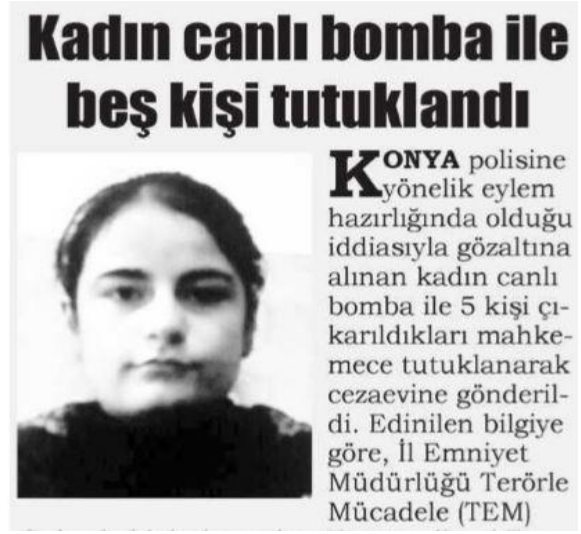 Kadın canlı bomba ile
beş kişi tutuklandı
KONYA polisine
yönelik eylem
hazırlığında olduğu
iddiasıyla gözaltına
alınan kadın canlı
bomba ile 5 kişi çı-
karıldıkları mahke-
mece tutuklanarak
cezaevine gönderil-
di. Edinilen bilgiye
göre, İl Emniyet
Müdürlüğü Terörle
Mücadele (TEM)